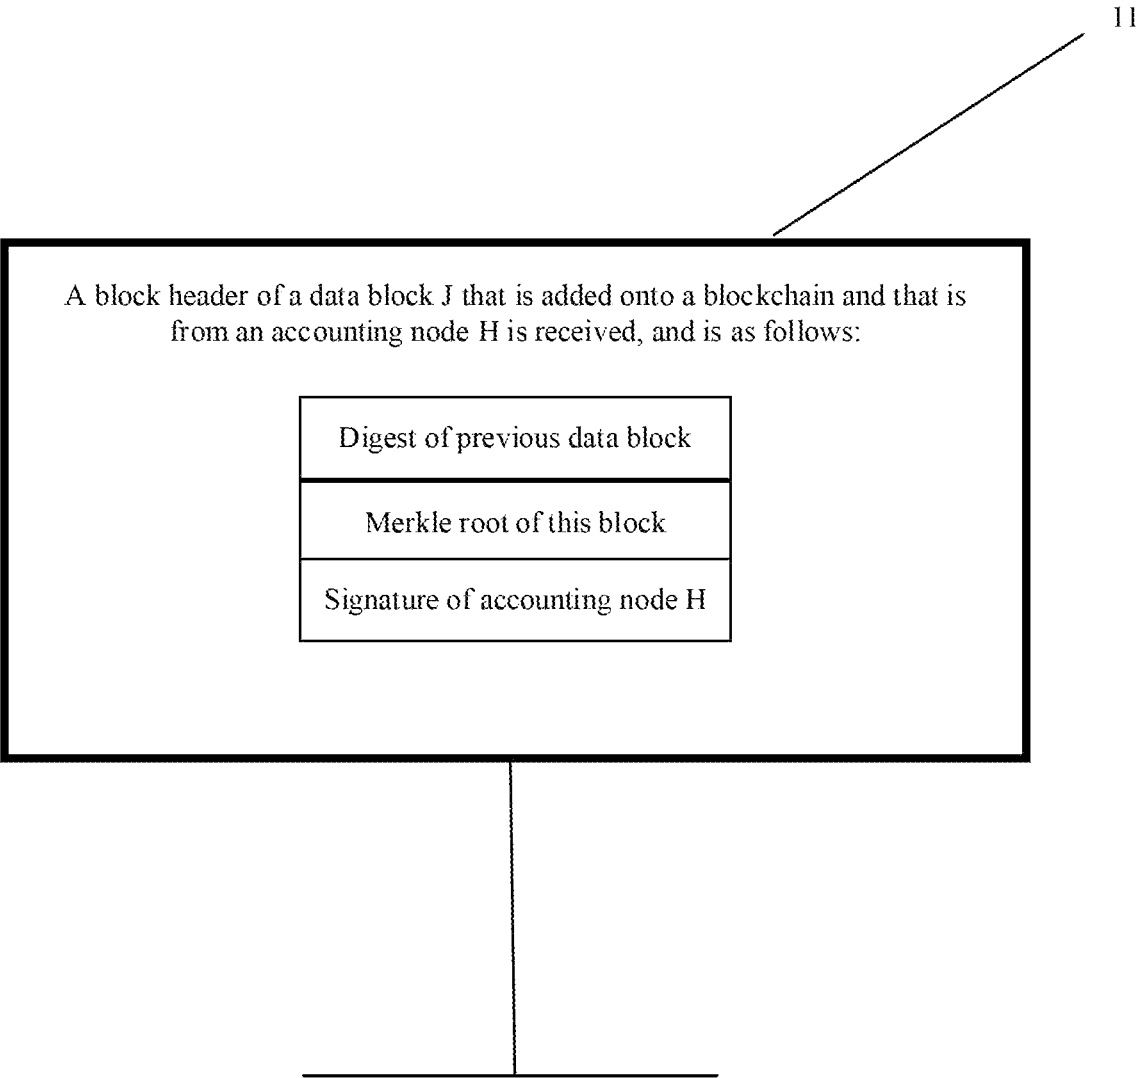 11
A block header of a data block J that is added onto a blockchain and that is
from an accounting node H is received, and is as follows:
Digest of previous data block
Merkle root of this block
Signature of accounting node H